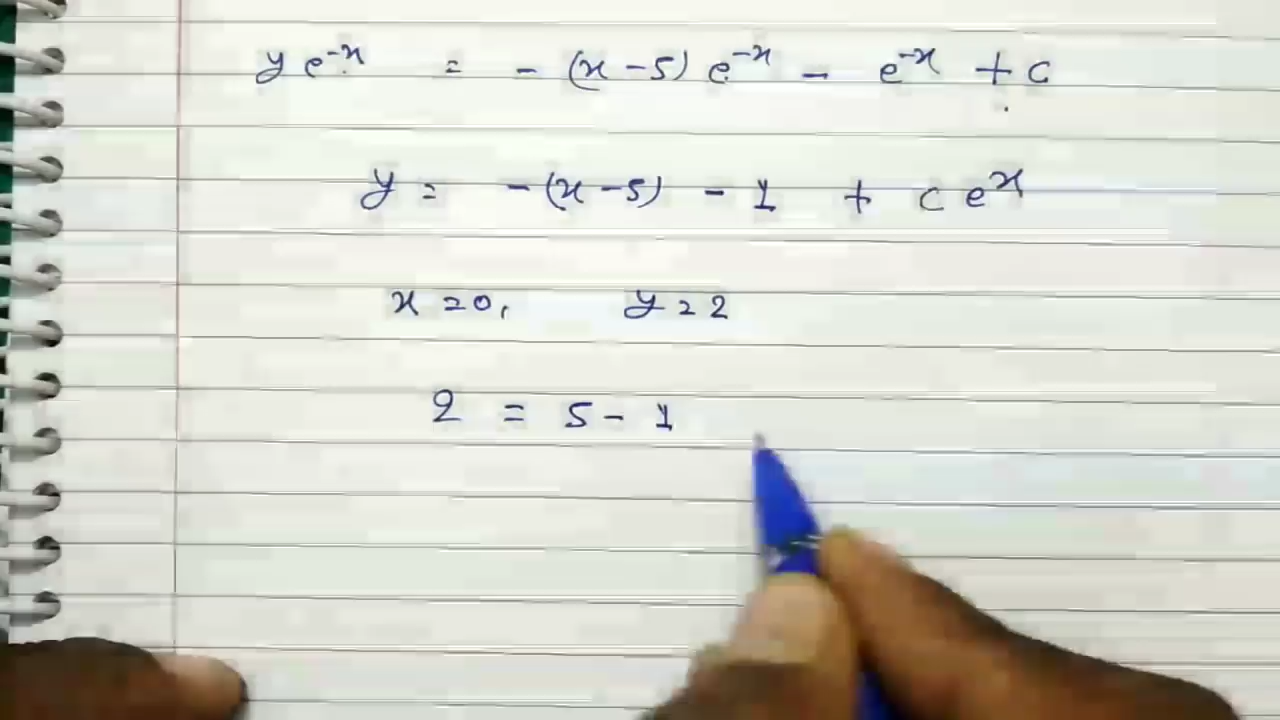 y e^{-x} = - (x - 5) e^{-x} - e^{-x} + c
y = - (x - 5) - 1 + c e^x
x = 0, y = 2
2 = 5 - 1